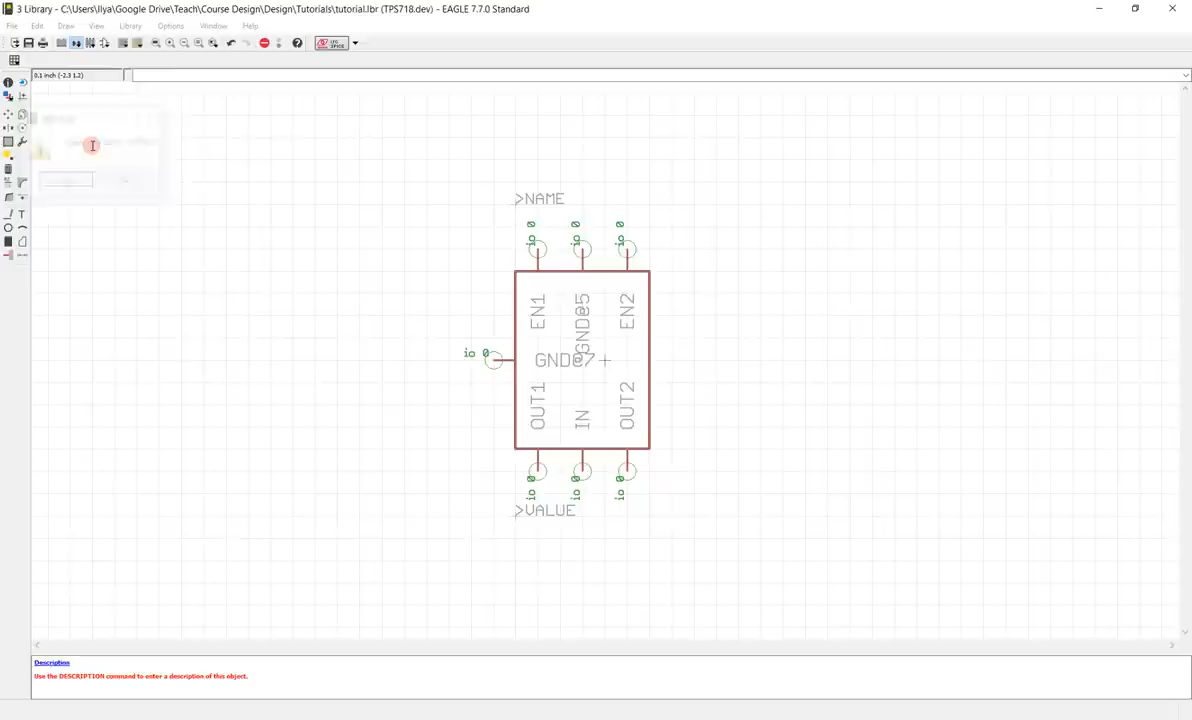 3 Library - C:\Users\Ilya\Google Drive\Teach\Course Design\Design\Tutorials\tutorial.lbr (TPS718.dev) - EAGLE 7.7.0 Standard
File Edit Draw View Library Options Window Help
LTC SPICE
0.1 inch (-2.3 1.2)
>NAME
io 0 io 0 io 0
EN1 GND@5 EN2
io 0 GND@7
OUT1 IN OUT2
io 0 io 0 io 0
>VALUE
Description
Use the DESCRIPTION command to enter a description of this object.